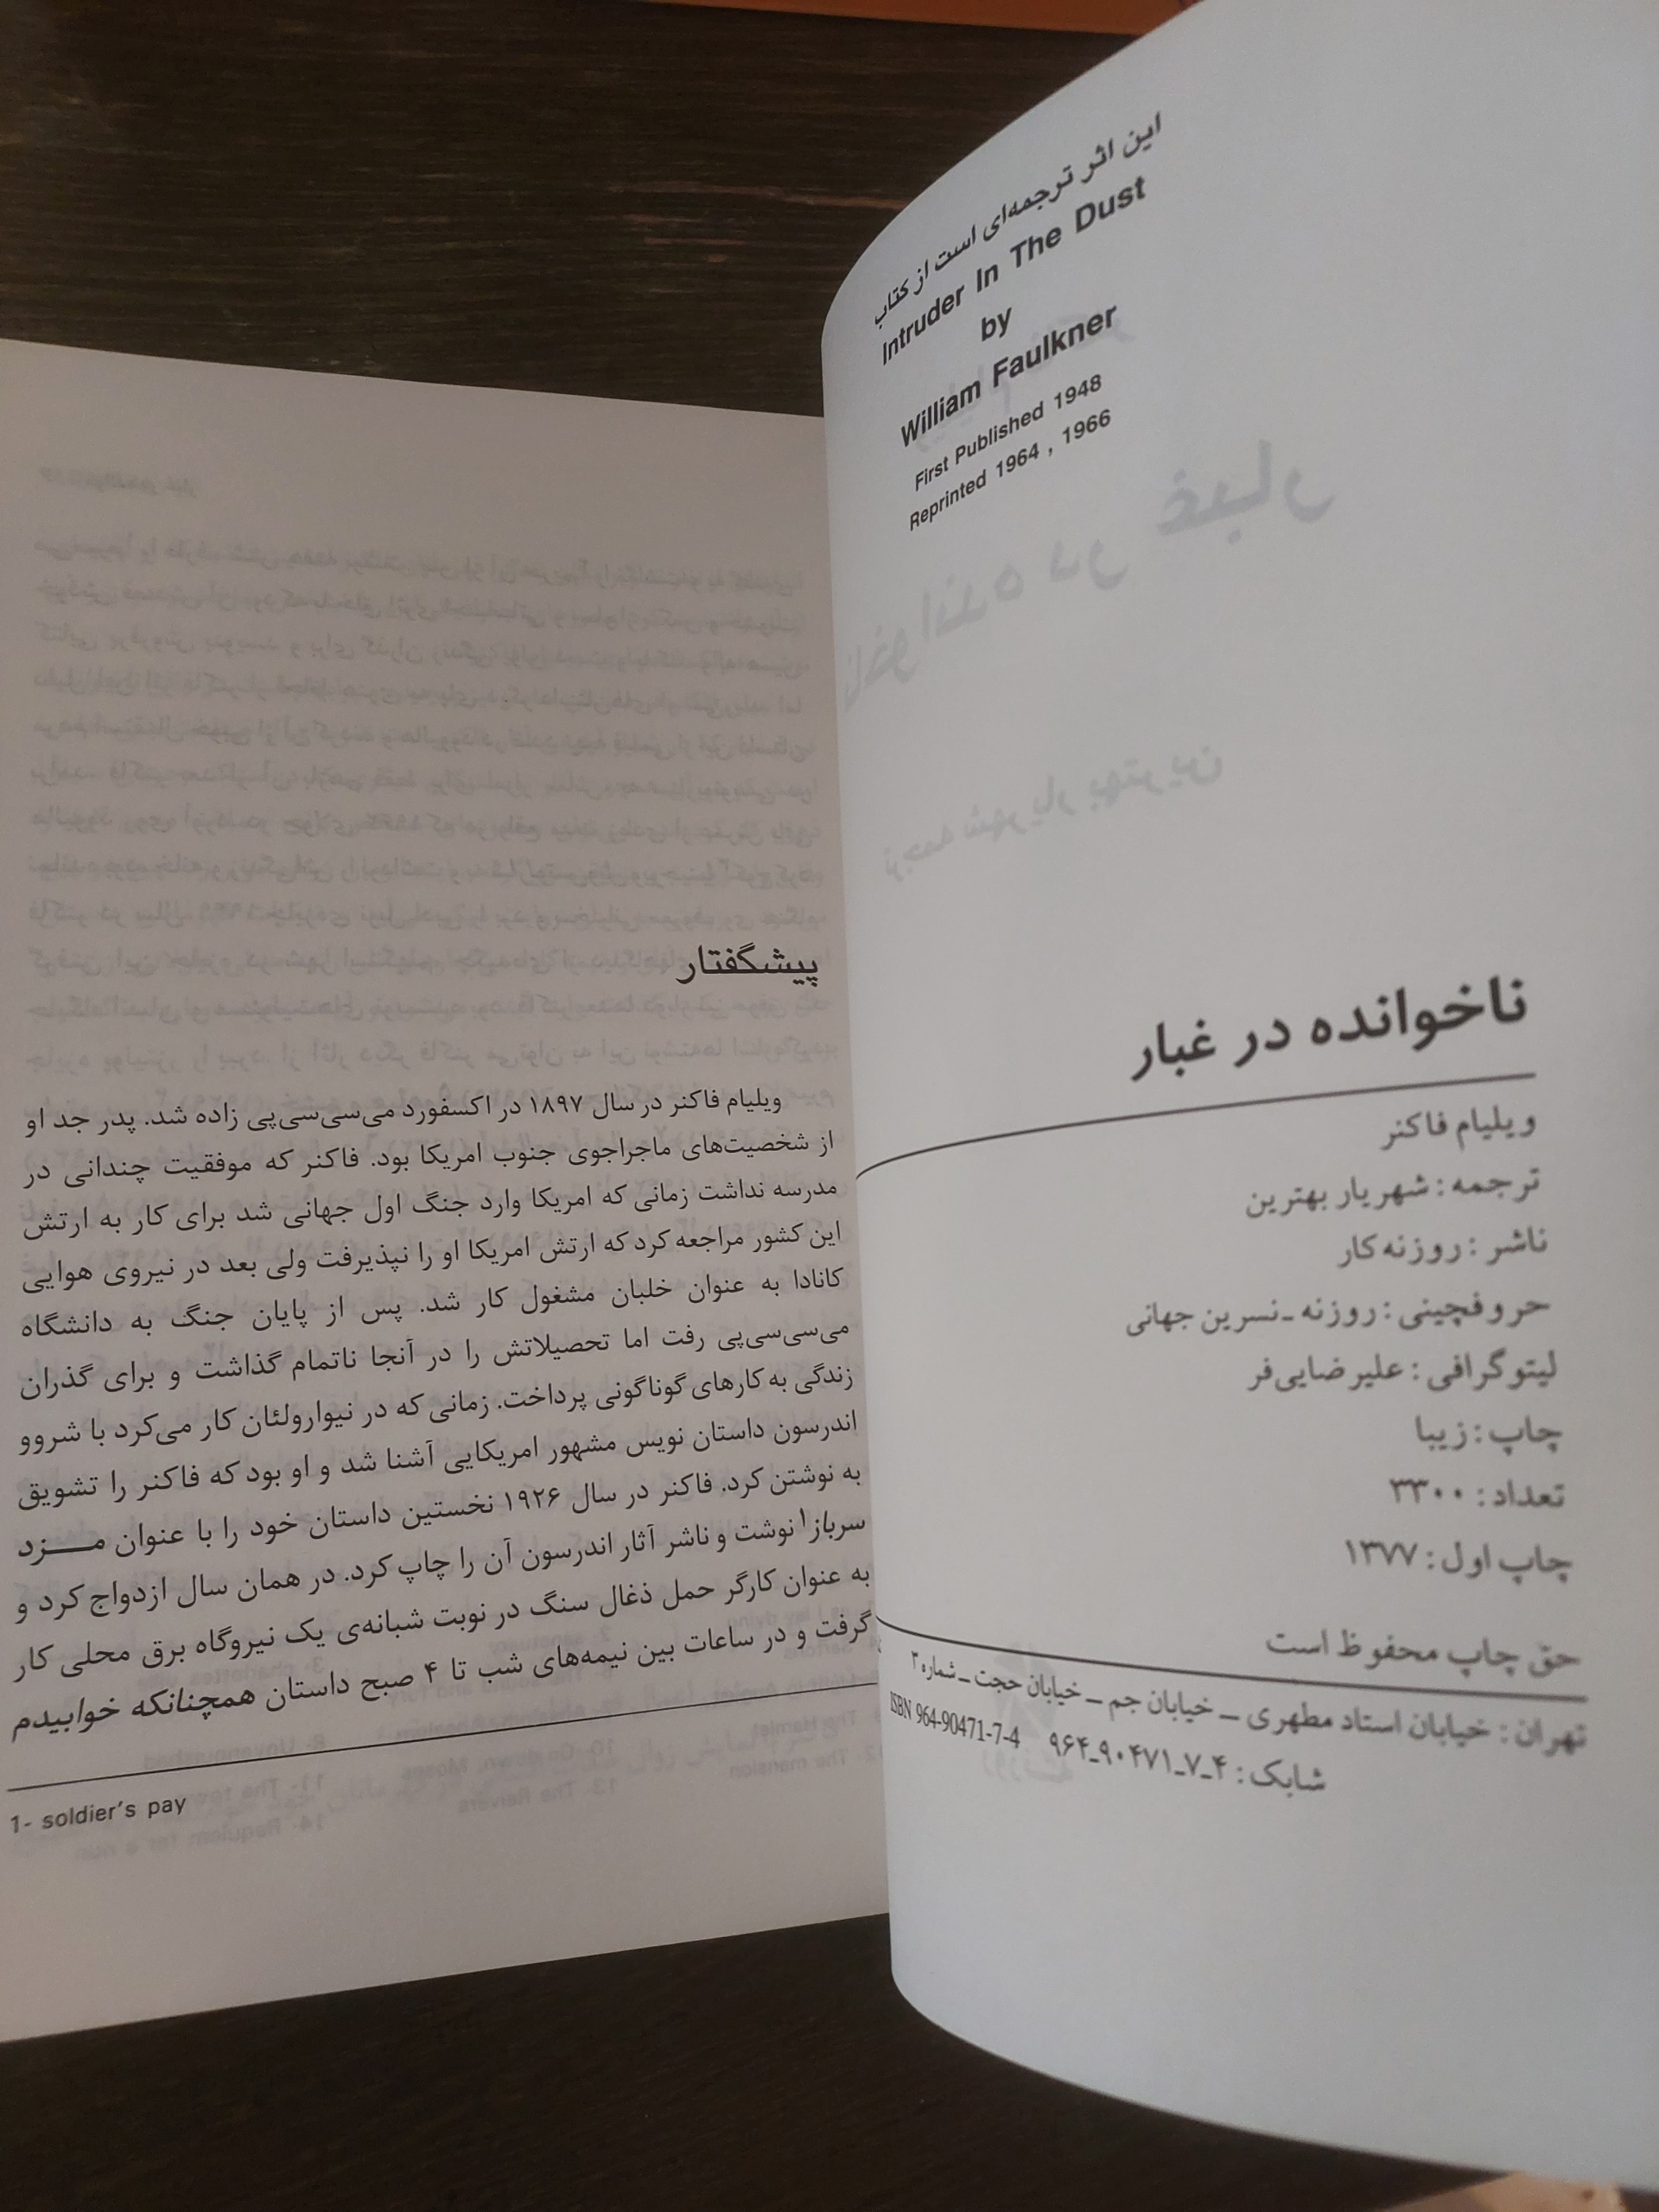 این اثر ترجمه‌ای است از کتاب
Intruder In The Dust
by
William Faulkner
First Published 1948
Reprinted 1964 , 1966
ناخوانده در غبار
ویلیام فاکنر
ترجمه : شهریار بهترین
ناشر : روزنه کار
حروفچینی : روزنه ـ نسرین جهانی
لیتوگرافی : علیرضایی‌فر
چاپ : زیبا
تعداد : ۳۳۰۰
چاپ اول : ۱۳۷۷
حق چاپ محفوظ است
تهران : خیابان استاد مطهری ـ خیابان جم ـ خیابان حجت ـ شماره ۳
شابک : ۴ـ۷ـ۹۰۴۷۱ـ۹۶۴ ISBN 964-90471-7-4
پیشگفتار
ویلیام فاکنر در سال ۱۸۹۷ در اکسفورد می‌سی‌سی‌پی زاده شد. پدر جد او
از شخصیت‌های ماجراجوی جنوب امریکا بود. فاکنر که موفقیت چندانی در
مدرسه نداشت زمانی که امریکا وارد جنگ اول جهانی شد برای کار به ارتش
این کشور مراجعه کرد که ارتش امریکا او را نپذیرفت ولی بعد در نیروی هوایی
کانادا به عنوان خلبان مشغول کار شد. پس از پایان جنگ به دانشگاه
می‌سی‌سی‌پی رفت اما تحصیلاتش را در آنجا ناتمام گذاشت و برای گذران
زندگی به کارهای گوناگونی پرداخت. زمانی که در نیوارولئان کار می‌کرد با شروو
اندرسون داستان نویس مشهور امریکایی آشنا شد و او بود که فاکنر را تشویق
به نوشتن کرد. فاکنر در سال ۱۹۲۶ نخستین داستان خود را با عنوان مـــزد
سرباز۱ نوشت و ناشر آثار اندرسون آن را چاپ کرد. در همان سال ازدواج کرد و
به عنوان کارگر حمل ذغال سنگ در نوبت شبانه‌ی یک نیروگاه برق محلی کار
گرفت و در ساعات بین نیمه‌های شب تا ۴ صبح داستان همچنانکه خوابیدم
1- soldier's pay